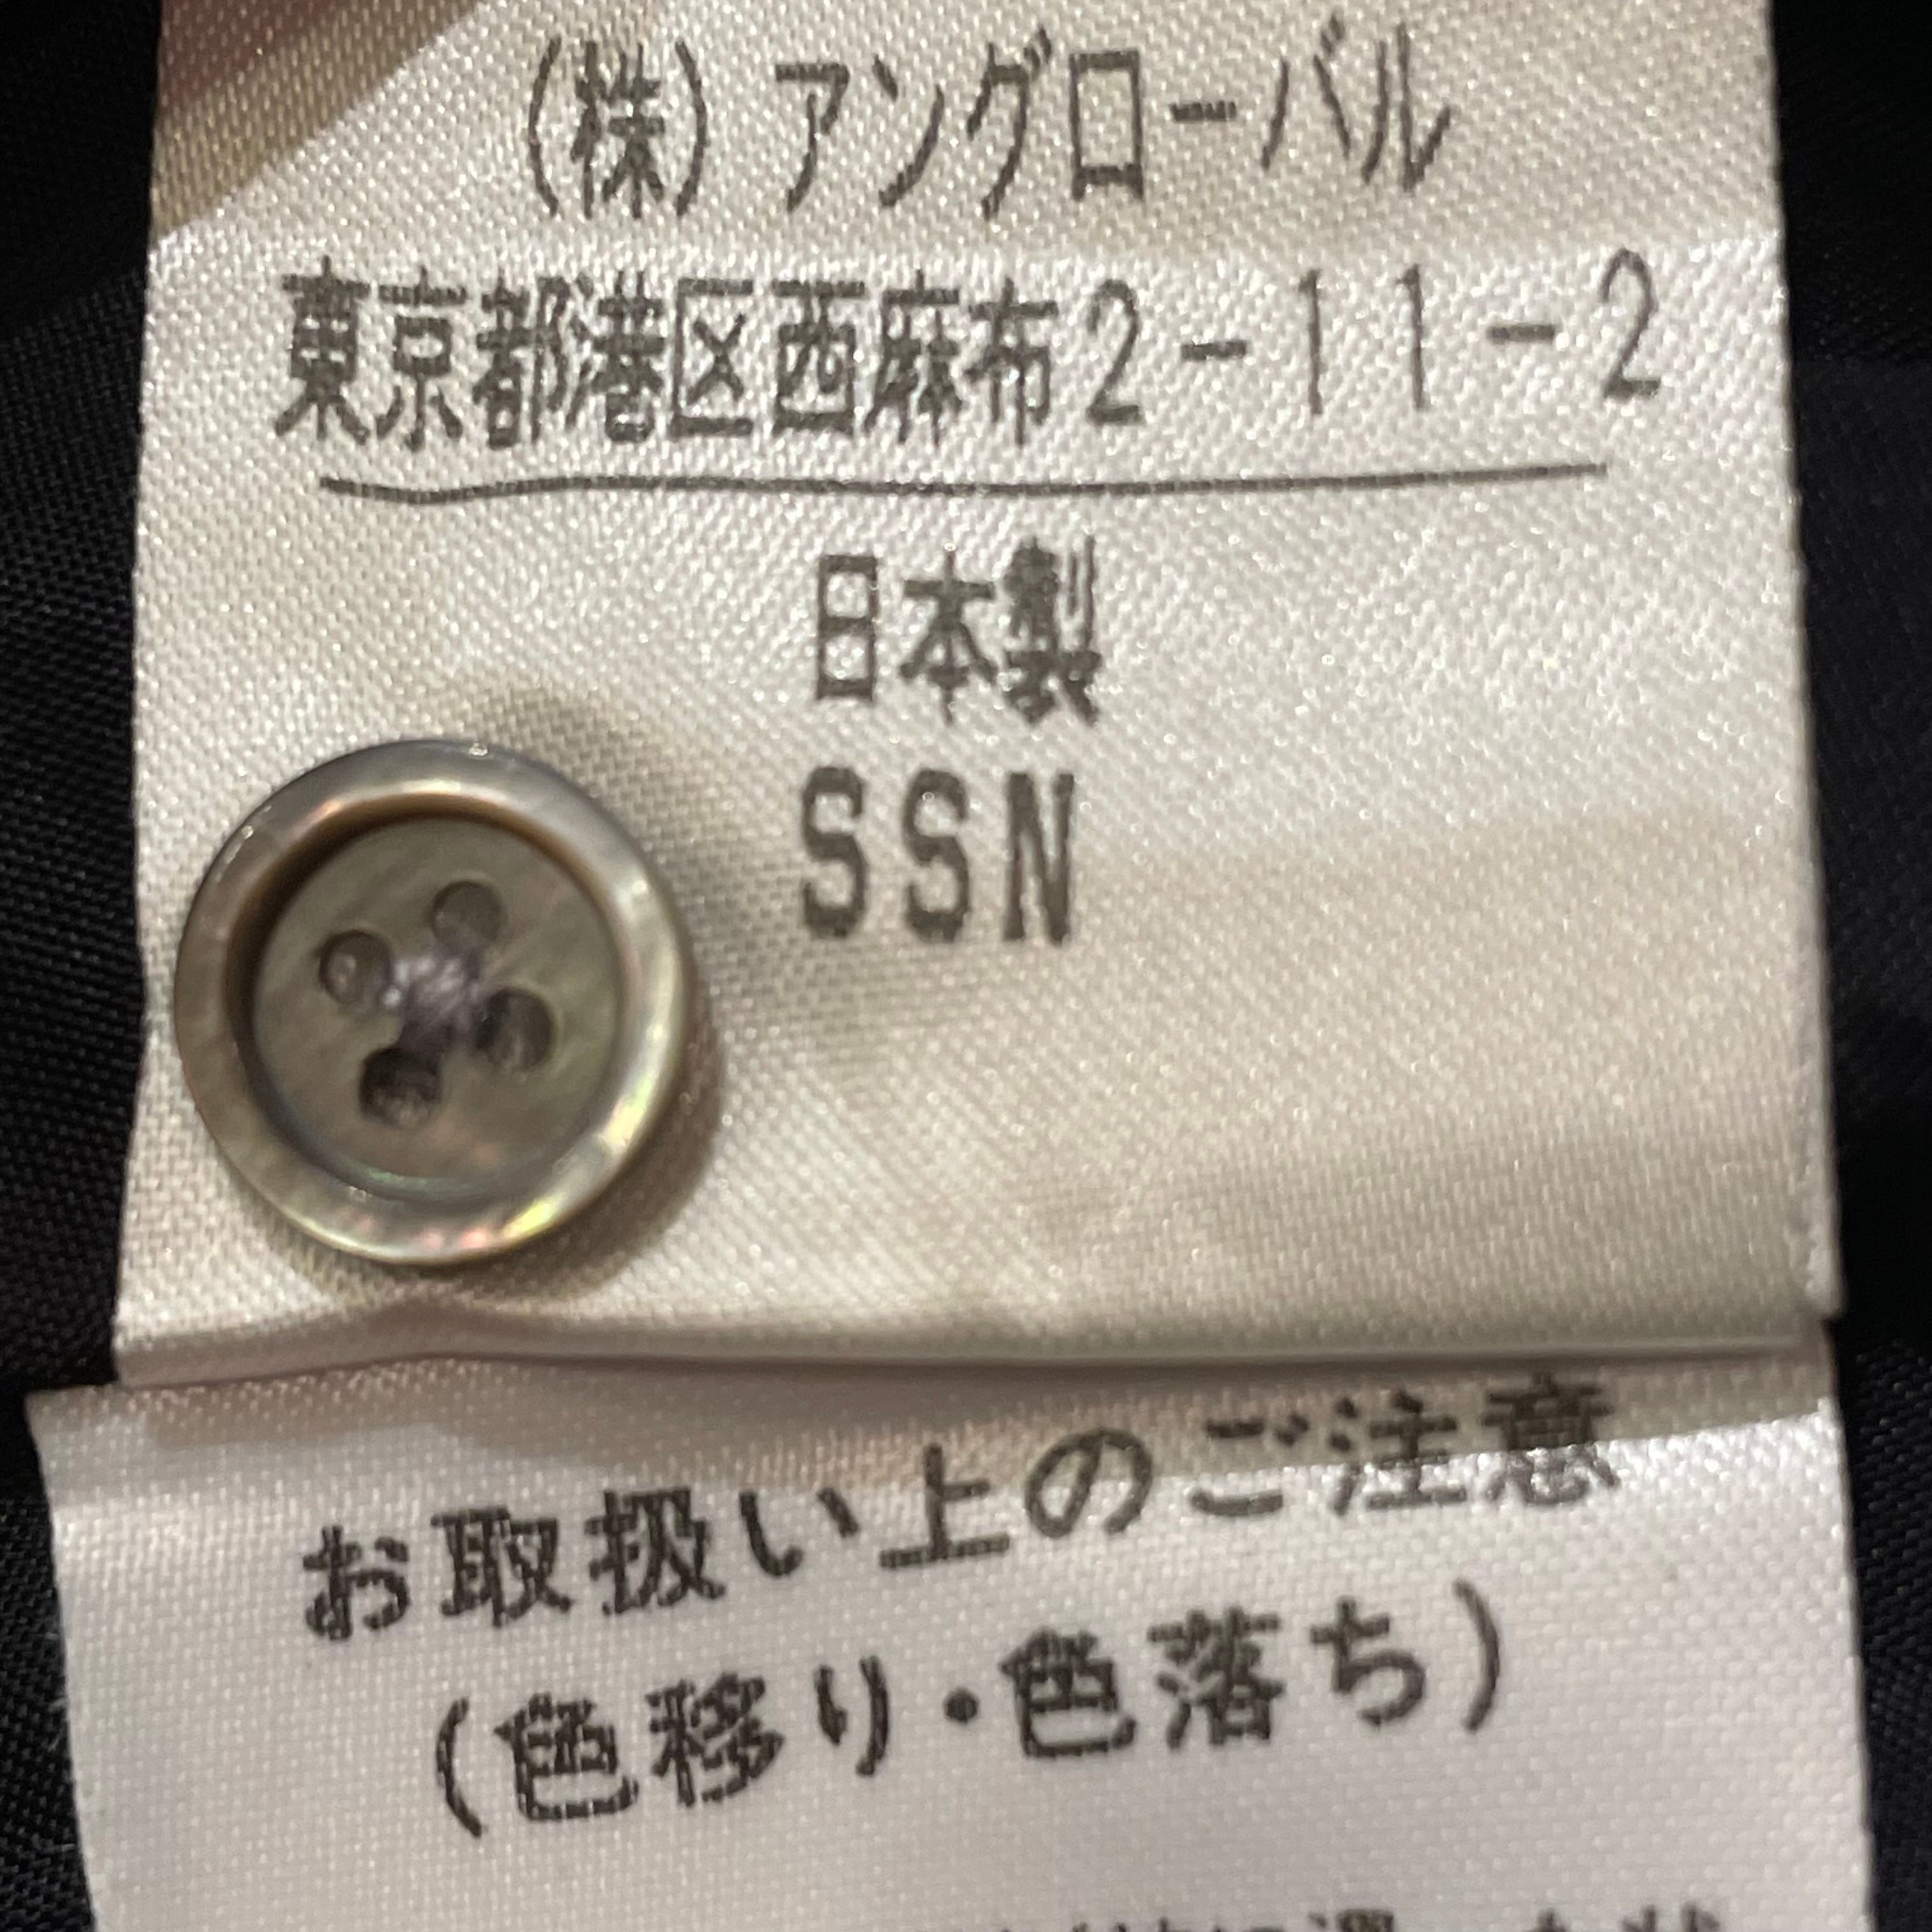 (株)アングローバル
東京都港区西麻布2-11-2
日本製
SSN
お取扱い上のご注意
(色移り・色落ち)